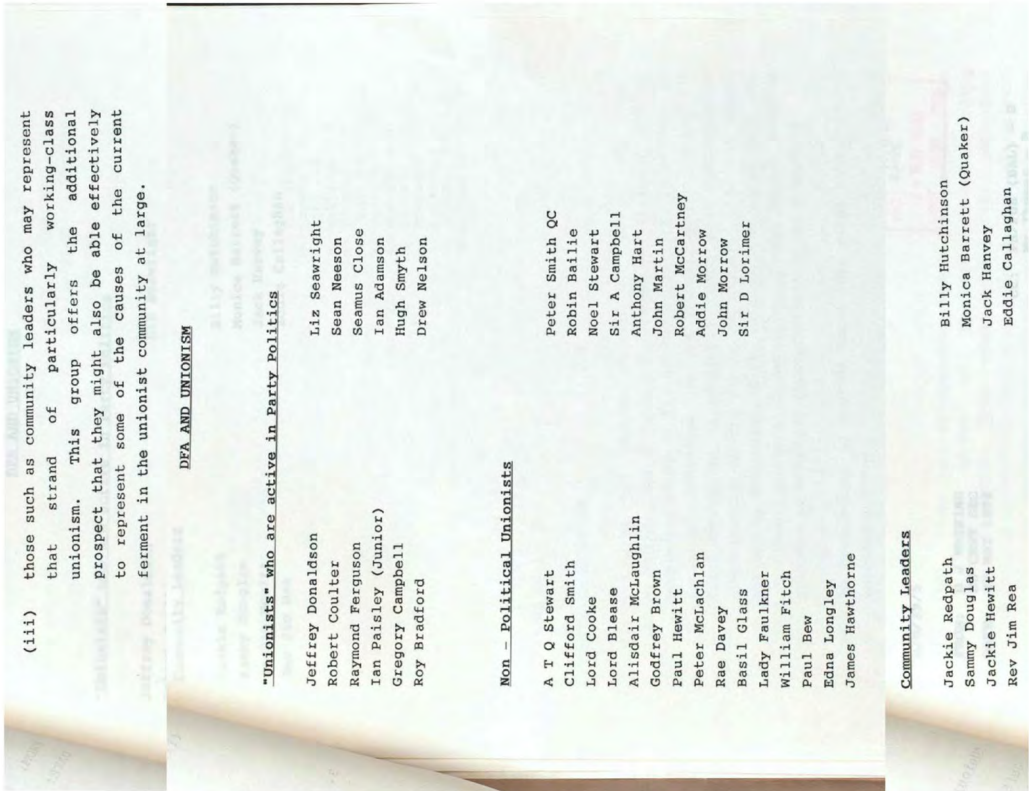 (iii) those such as community leaders who may represent
that strand of particularly working-class
unionism. This group offers the additional
prospect that they might also be able effectively
to represent some of the causes of the current
ferment in the unionist community at large.
DFA AND UNIONISM
"Unionists" who are active in Party Politics
Jeffrey Donaldson
Robert Coulter
Raymond Ferguson
Ian Paisley (Junior)
Gregory Campbell
Roy Bradford
Liz Seawright
Sean Neeson
Seamus Close
Ian Adamson
Hugh Smyth
Drew Nelson
Non - Political Unionists
A T Q Stewart
Clifford Smith
Lord Cooke
Lord Blease
Alisdair McLaughlin
Godfrey Brown
Paul Hewitt
Peter McLachlan
Rae Davey
Basil Glass
Lady Faulkner
William Fitch
Paul Bew
Edna Longley
James Hawthorne
Peter Smith QC
Robin Bailie
Noel Stewart
Sir A Campbell
Anthony Hart
John Martin
Robert McCartney
Addie Morrow
John Morrow
Sir D Lorimer
Community Leaders
Jackie Redpath
Sammy Douglas
Jackie Hewitt
Rev Jim Rea
Billy Hutchinson
Monica Barrett (Quaker)
Jack Hanvey
Eddie Callaghan